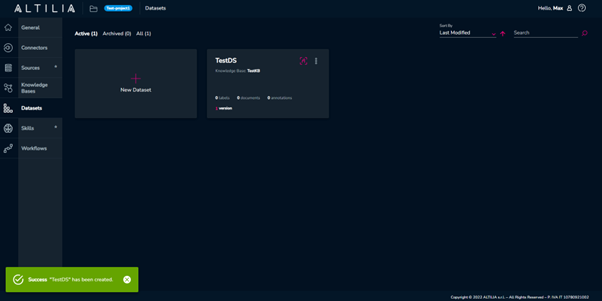 ALTILIA
Test-project1
Datasets
Hello, Max
General
Connectors
Sources
Knowledge
Bases
Datasets
Skills
Workflows
Active (1) Archived (0) All (1)
Sort By
Last Modified
Search
New Dataset
TestDS
Knowledge Base: TestKB
0 labels 0 documents 0 annotations
1 version
Success "TestDS" has been created.
Copyright © 2023 ALTILIA s.r.l. – All Rights Reserved – P. IVA IT